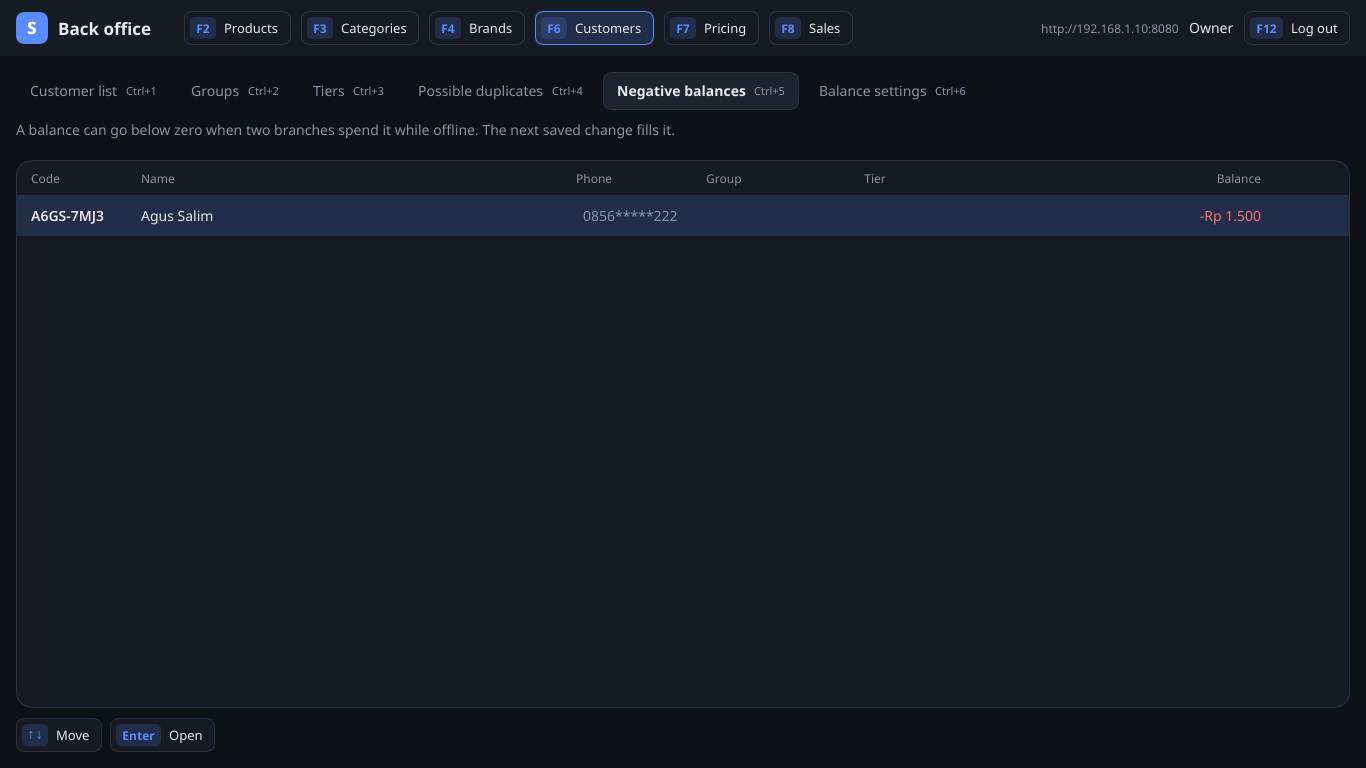 S Back office F2 Products F3 Categories F4 Brands F6 Customers F7 Pricing F8 Sales http://192.168.1.10:8080 Owner F12 Log out
Customer list Ctrl+1 Groups Ctrl+2 Tiers Ctrl+3 Possible duplicates Ctrl+4 Negative balances Ctrl+5 Balance settings Ctrl+6
A balance can go below zero when two branches spend it while offline. The next saved change fills it.
Code Name Phone Group Tier Balance
A6GS-7MJ3 Agus Salim 0856*****222 -Rp 1.500
↑↓ Move Enter Open